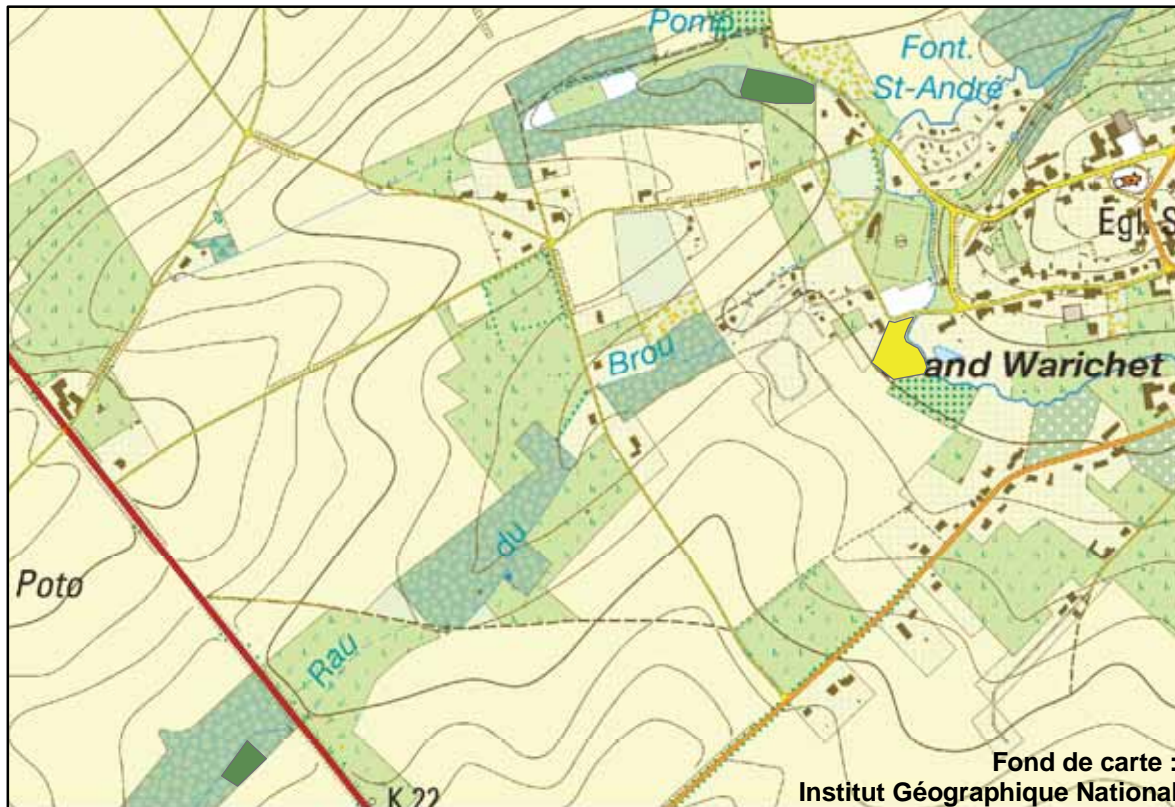 Pomp
Font.
St-André
Egl. S
Brou
and Warichet
du
Potø
Rau
K 22
Fond de carte :
Institut Géographique National